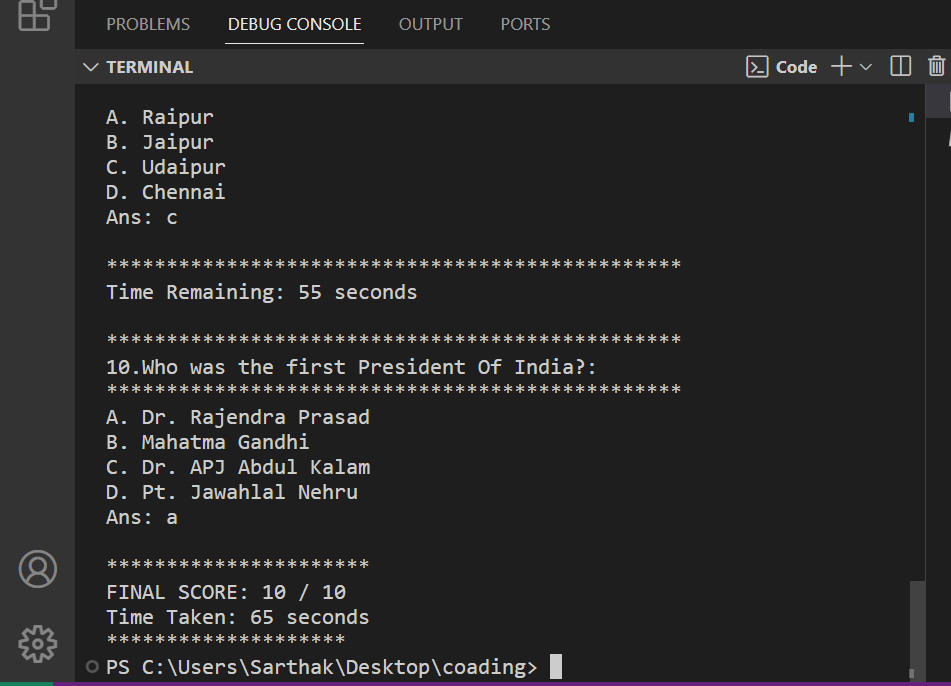 PROBLEMS DEBUG CONSOLE OUTPUT PORTS
TERMINAL Code
A. Raipur
B. Jaipur
C. Udaipur
D. Chennai
Ans: c
************************************************
Time Remaining: 55 seconds
************************************************
10.Who was the first President Of India?:
************************************************
A. Dr. Rajendra Prasad
B. Mahatma Gandhi
C. Dr. APJ Abdul Kalam
D. Pt. Jawahlal Nehru
Ans: a
**********************
FINAL SCORE: 10 / 10
Time Taken: 65 seconds
********************
PS C:\Users\Sarthak\Desktop\coading>